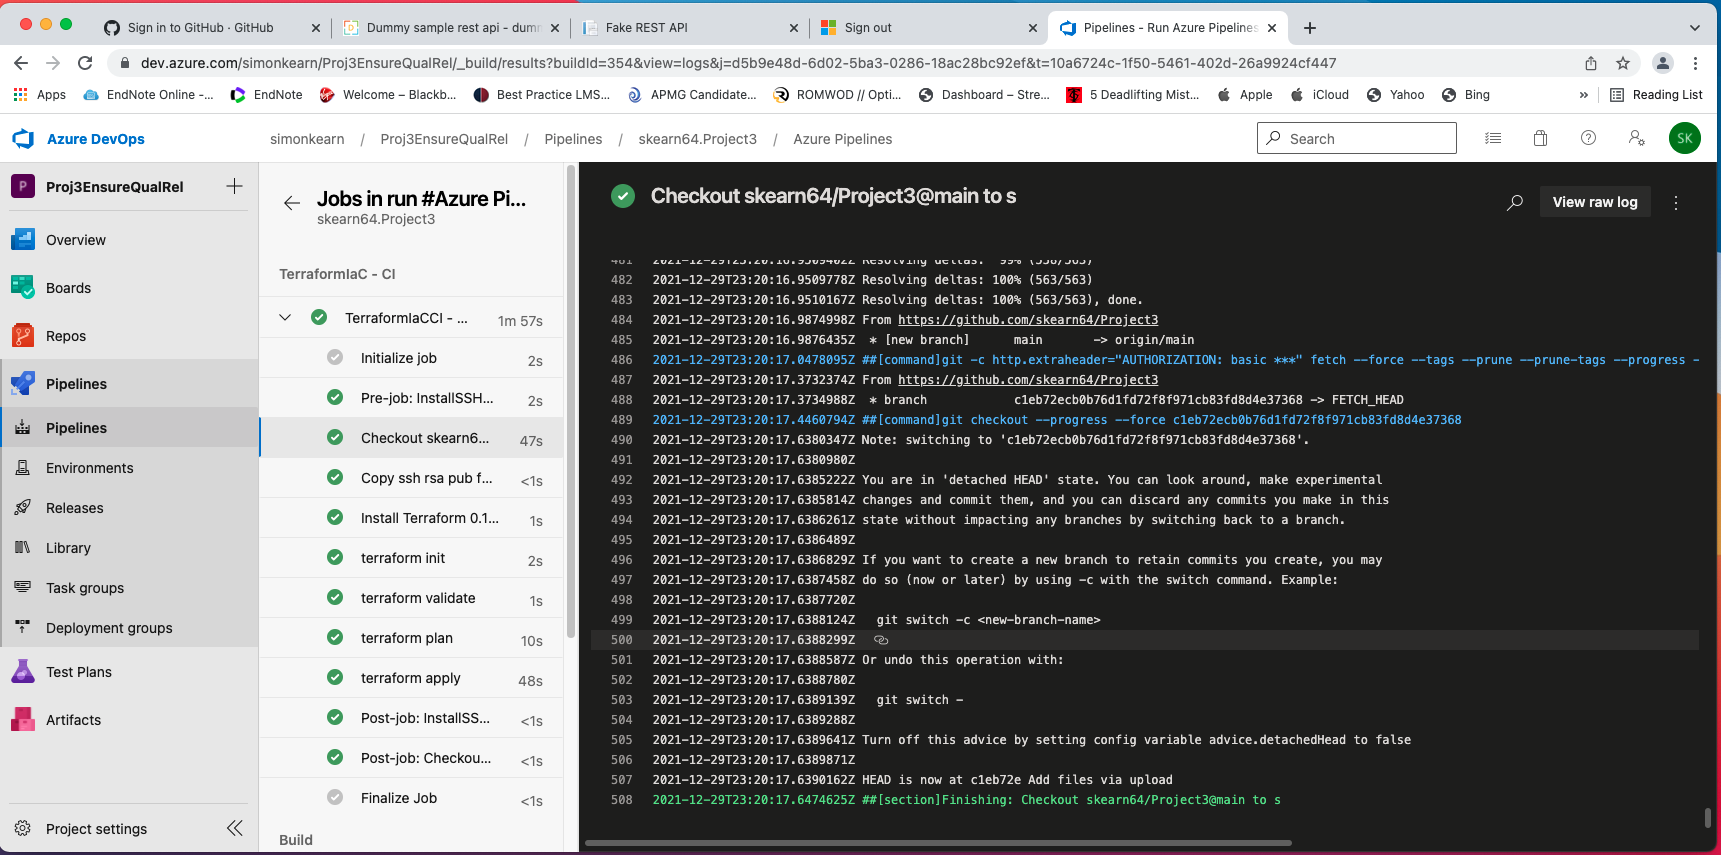 Sign in to GitHub · GitHub
Dummy sample rest api - dumm
Fake REST API
Sign out
Pipelines - Run Azure Pipelines
dev.azure.com/simonkearn/Proj3EnsureQualRel/_build/results?buildId=354&view=logs&j=d5b9e48d-6d02-5ba3-0286-18ac28bc92ef&t=10a6724c-1f50-5461-402d-26a9924cf447
Apps
EndNote Online -...
EndNote
Welcome – Blackb...
Best Practice LMS...
APMG Candidate...
ROMWOD // Opti...
Dashboard – Stre...
5 Deadlifting Mist...
Apple
iCloud
Yahoo
Bing
»
Reading List
Azure DevOps
simonkearn / Proj3EnsureQualRel / Pipelines / skearn64.Project3 / Azure Pipelines
Search
SK
P
Proj3EnsureQualRel
Overview
Boards
Repos
Pipelines
Pipelines
Environments
Releases
Library
Task groups
Deployment groups
Test Plans
Artifacts
Project settings
Jobs in run #Azure Pi...
skearn64.Project3
TerraformIaC - CI
TerraformIaCCI - ... 1m 57s
Initialize job 2s
Pre-job: InstallSSH... 2s
Checkout skearn6... 47s
Copy ssh rsa pub f... <1s
Install Terraform 0.1... 1s
terraform init 2s
terraform validate 1s
terraform plan 10s
terraform apply 48s
Post-job: InstallSS... <1s
Post-job: Checkou... <1s
Finalize Job <1s
Build
Checkout skearn64/Project3@main to s
View raw log
481 2021-12-29T23:20:16.9509402Z Resolving deltas: 99% (558/563)
482 2021-12-29T23:20:16.9509778Z Resolving deltas: 100% (563/563)
483 2021-12-29T23:20:16.9510167Z Resolving deltas: 100% (563/563), done.
484 2021-12-29T23:20:16.9874998Z From https://github.com/skearn64/Project3
485 2021-12-29T23:20:16.9876435Z * [new branch] main -> origin/main
486 2021-12-29T23:20:17.0478095Z ##[command]git -c http.extraheader="AUTHORIZATION: basic ***" fetch --force --tags --prune --prune-tags --progress -
487 2021-12-29T23:20:17.3732374Z From https://github.com/skearn64/Project3
488 2021-12-29T23:20:17.3734988Z * branch c1eb72ecb0b76d1fd72f8f971cb83fd8d4e37368 -> FETCH_HEAD
489 2021-12-29T23:20:17.4460794Z ##[command]git checkout --progress --force c1eb72ecb0b76d1fd72f8f971cb83fd8d4e37368
490 2021-12-29T23:20:17.6380347Z Note: switching to 'c1eb72ecb0b76d1fd72f8f971cb83fd8d4e37368'.
491 2021-12-29T23:20:17.6380980Z
492 2021-12-29T23:20:17.6385222Z You are in 'detached HEAD' state. You can look around, make experimental
493 2021-12-29T23:20:17.6385814Z changes and commit them, and you can discard any commits you make in this
494 2021-12-29T23:20:17.6386261Z state without impacting any branches by switching back to a branch.
495 2021-12-29T23:20:17.6386489Z
496 2021-12-29T23:20:17.6386829Z If you want to create a new branch to retain commits you create, you may
497 2021-12-29T23:20:17.6387458Z do so (now or later) by using -c with the switch command. Example:
498 2021-12-29T23:20:17.6387720Z
499 2021-12-29T23:20:17.6388124Z git switch -c <new-branch-name>
500 2021-12-29T23:20:17.6388299Z
501 2021-12-29T23:20:17.6388587Z Or undo this operation with:
502 2021-12-29T23:20:17.6388780Z
503 2021-12-29T23:20:17.6389139Z git switch -
504 2021-12-29T23:20:17.6389288Z
505 2021-12-29T23:20:17.6389641Z Turn off this advice by setting config variable advice.detachedHead to false
506 2021-12-29T23:20:17.6389871Z
507 2021-12-29T23:20:17.6390162Z HEAD is now at c1eb72e Add files via upload
508 2021-12-29T23:20:17.6474625Z ##[section]Finishing: Checkout skearn64/Project3@main to s